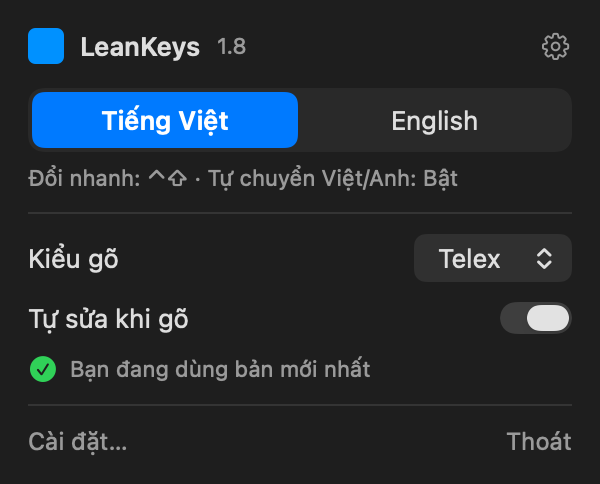 LeanKeys 1.8
Tiếng Việt English
Đổi nhanh: ⌃⇧ · Tự chuyển Việt/Anh: Bật
Kiểu gõ Telex
Tự sửa khi gõ
Bạn đang dùng bản mới nhất
Cài đặt... Thoát